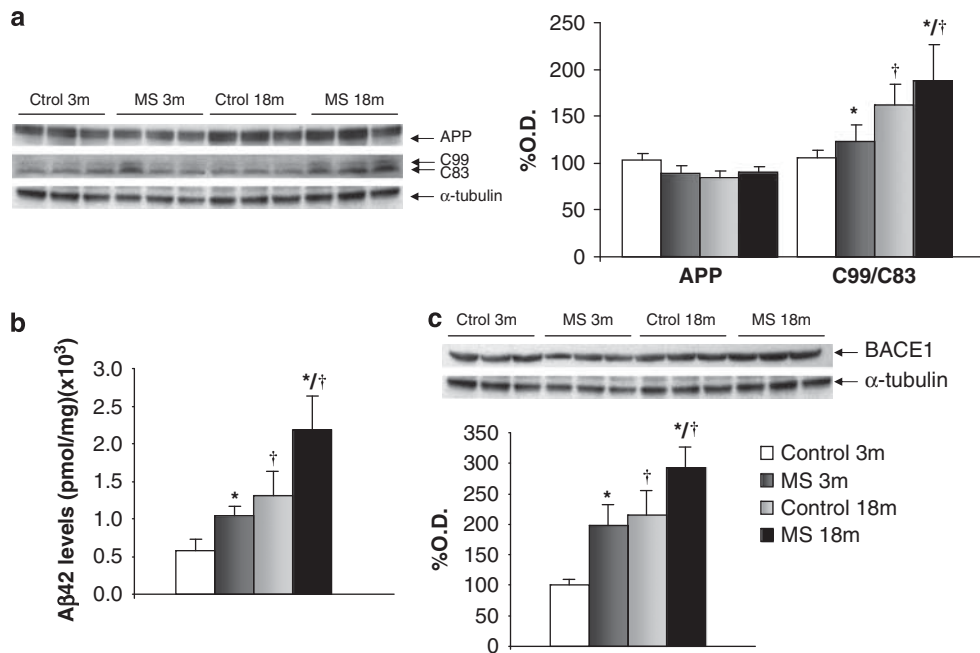 a
Ctrol 3m MS 3m Ctrol 18m MS 18m
APP
C99
C83
α-tubulin
%O.D.
250
200
150
100
50
0
*
†
*/†
APP C99/C83
b
Aβ42 levels (pmol/mg)(x10³)
3.0
2.5
2.0
1.5
1.0
0.5
0.0
*
†
*/†
c
Ctrol 3m MS 3m Ctrol 18m MS 18m
BACE1
α-tubulin
%O.D.
350
300
250
200
150
100
50
0
*
†
*/†
Control 3m
MS 3m
Control 18m
MS 18m